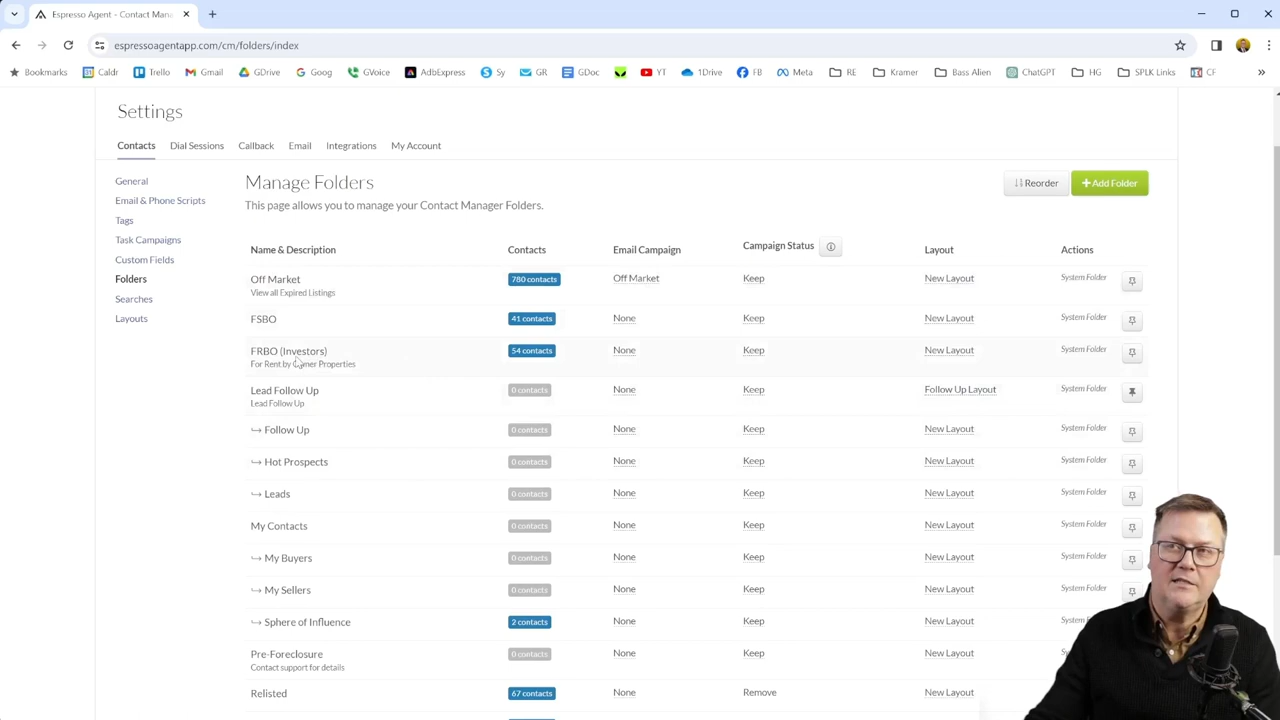 Espresso Agent - Contact Mana
espressoagentapp.com/cm/folders/index
Bookmarks Caldr Trello Gmail GDrive Goog GVoice AdbExpress Sy GR GDoc YT 1Drive FB Meta RE Kramer Bass Alien ChatGPT HG SPLK Links CF
Settings
Contacts Dial Sessions Callback Email Integrations My Account
General
Email & Phone Scripts
Tags
Task Campaigns
Custom Fields
Folders
Searches
Layouts
Manage Folders
Reorder
+ Add Folder
This page allows you to manage your Contact Manager Folders.
Name & Description Contacts Email Campaign Campaign Status Layout Actions
Off Market 780 contacts Off Market Keep New Layout System Folder
View all Expired Listings
FSBO 41 contacts None Keep New Layout System Folder
FRBO (Investors) 54 contacts None Keep New Layout System Folder
For Rent by Owner Properties
Lead Follow Up 0 contacts None Keep Follow Up Layout System Folder
Lead Follow Up
Follow Up 0 contacts None Keep New Layout System Folder
Hot Prospects 0 contacts None Keep New Layout System Folder
Leads 0 contacts None Keep New Layout System Folder
My Contacts 0 contacts None Keep New Layout System Folder
My Buyers 0 contacts None Keep New Layout System Folder
My Sellers 0 contacts None Keep New Layout System Folder
Sphere of Influence 2 contacts None Keep New Layout System Folder
Pre-Foreclosure 0 contacts None Keep New Layout System Folder
Contact support for details
Relisted 67 contacts None Remove New Layout